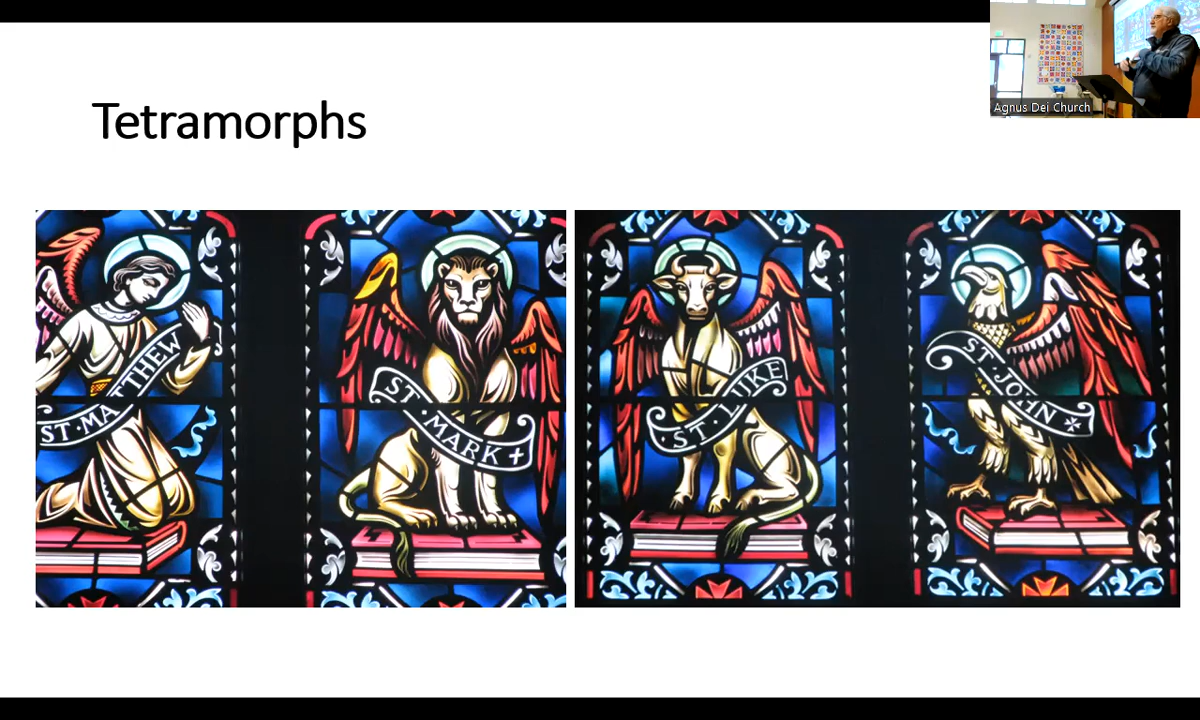 Agnus Dei Church
Tetramorphs
ST·MATTHEW
ST·MARK
ST·LUKE
ST·JOHN